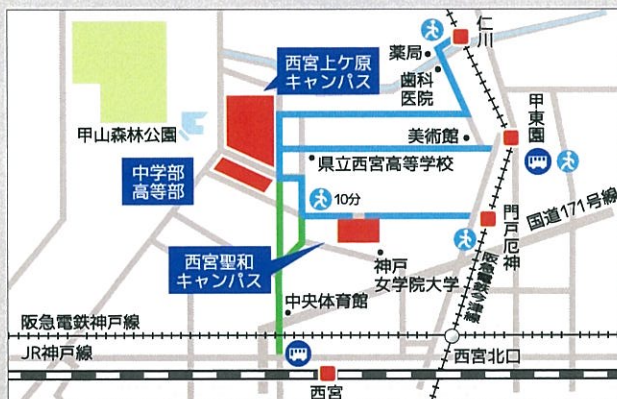 仁川
薬局
歯科
医院
西宮上ケ原
キャンパス
甲東園
甲山森林公園
美術館
県立西宮高等学校
中学部
高等部
10分
門戸厄神
国道171号線
西宮聖和
キャンパス
神戸
女学院大学
阪急電鉄今津線
中央体育館
阪急電鉄神戸線
JR神戸線
西宮北口
西宮